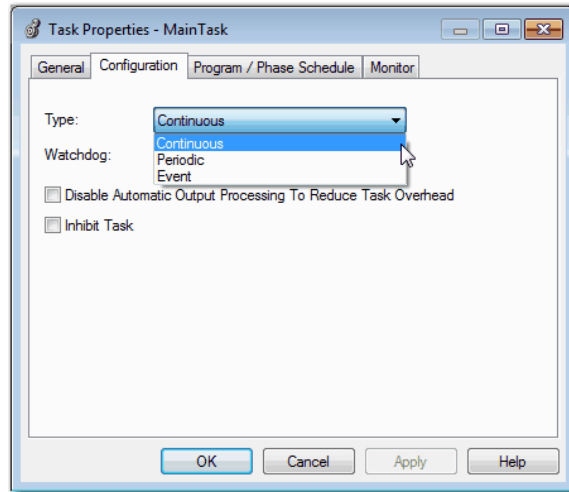 Task Properties - MainTask
General Configuration Program / Phase Schedule Monitor
Type: Continuous
Continuous
Watchdog:
Periodic
Event
Disable Automatic Output Processing To Reduce Task Overhead
Inhibit Task
OK Cancel Apply Help